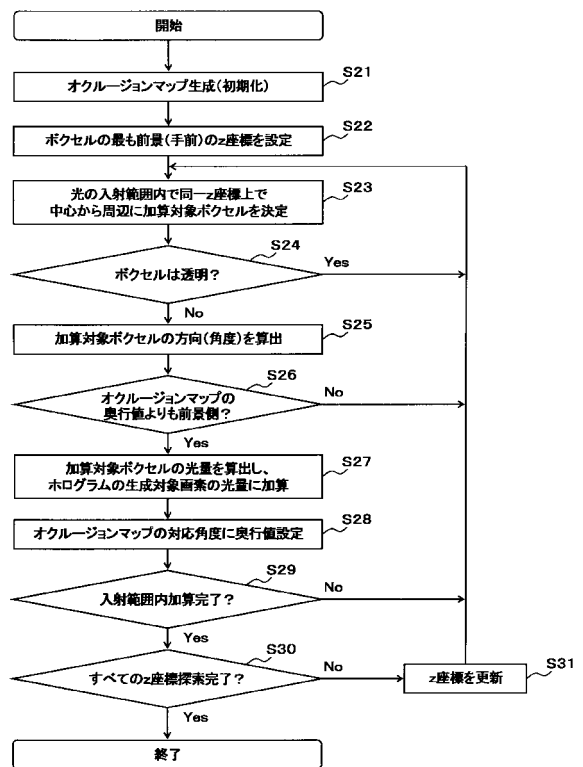 開始
オクルージョンマップ生成(初期化)
S21
ボクセルの最も前景(手前)のz座標を設定
S22
光の入射範囲内で同一z座標上で
中心から周辺に加算対象ボクセルを決定
S23
ボクセルは透明?
S24
Yes
No
加算対象ボクセルの方向(角度)を算出
S25
オクルージョンマップの
奥行値よりも前景側?
S26
No
Yes
加算対象ボクセルの光量を算出し、
ホログラムの生成対象画素の光量に加算
S27
オクルージョンマップの対応角度に奥行値設定
S28
入射範囲内加算完了?
S29
No
Yes
すべてのz座標探索完了?
S30
No
z座標を更新
S31
Yes
終了